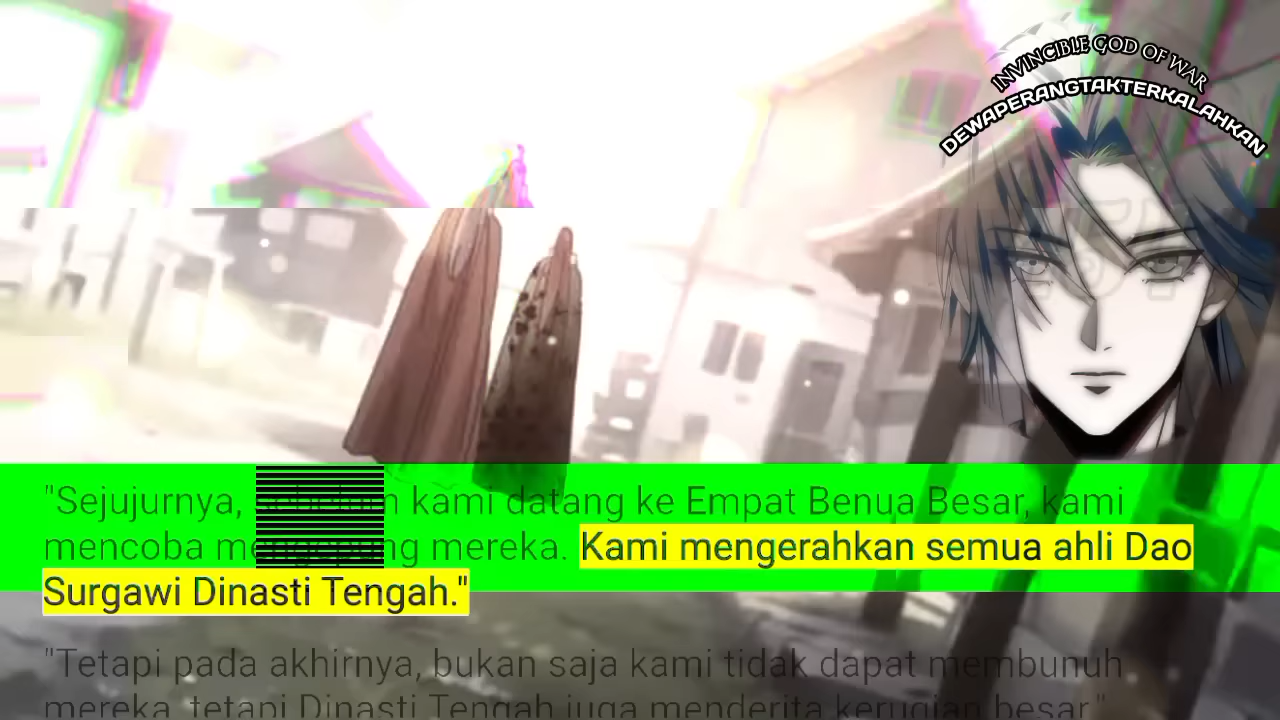 INVINCIBLE GOD OF WAR
DEWAPERANGTAKTERKALAHKAN
"Sejujurnya, sebelum kami datang ke Empat Benua Besar, kami
mencoba mengepung mereka. Kami mengerahkan semua ahli Dao
Surgawi Dinasti Tengah."
"Tetapi pada akhirnya, bukan saja kami tidak dapat membunuh
mereka, tetapi Dinasti Tengah juga menderita kerugian besar."